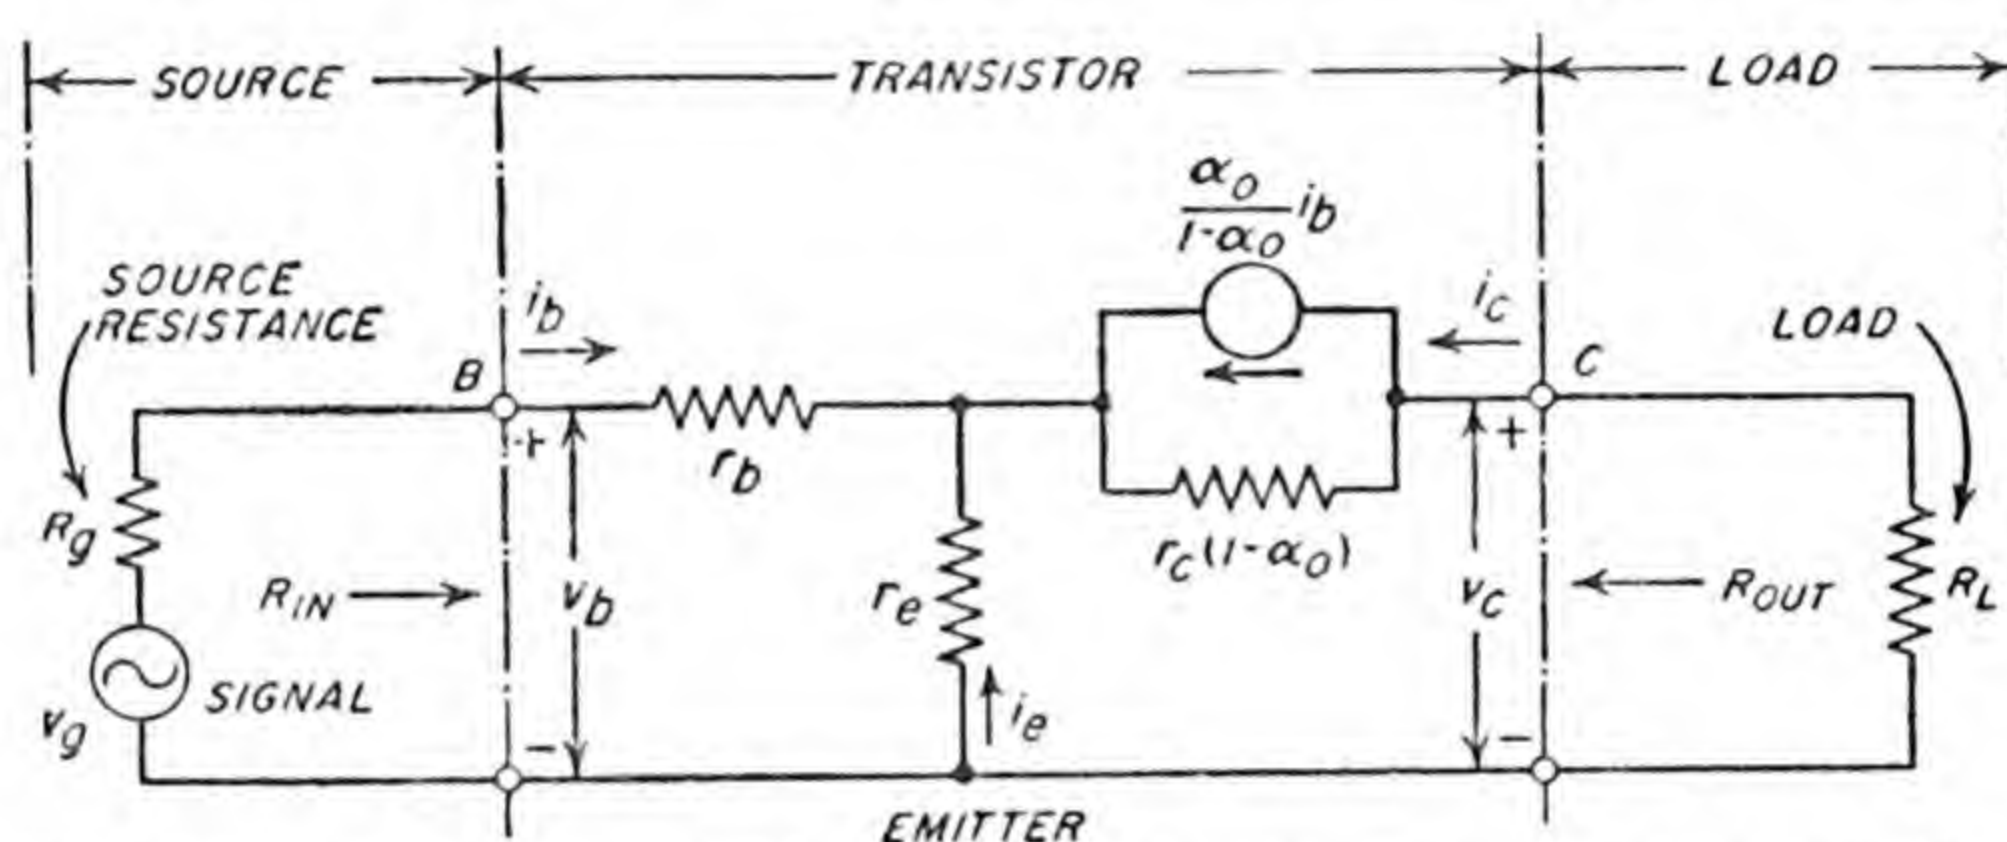 SOURCE TRANSISTOR LOAD
α₀
1-α₀ ib
SOURCE
RESISTANCE
ib
ic
LOAD
B
C
+
+
rb
rc(1-α₀)
Rg
RIN
vb
re
vc
ROUT
RL
SIGNAL
vg
ie
-
-
EMITTER